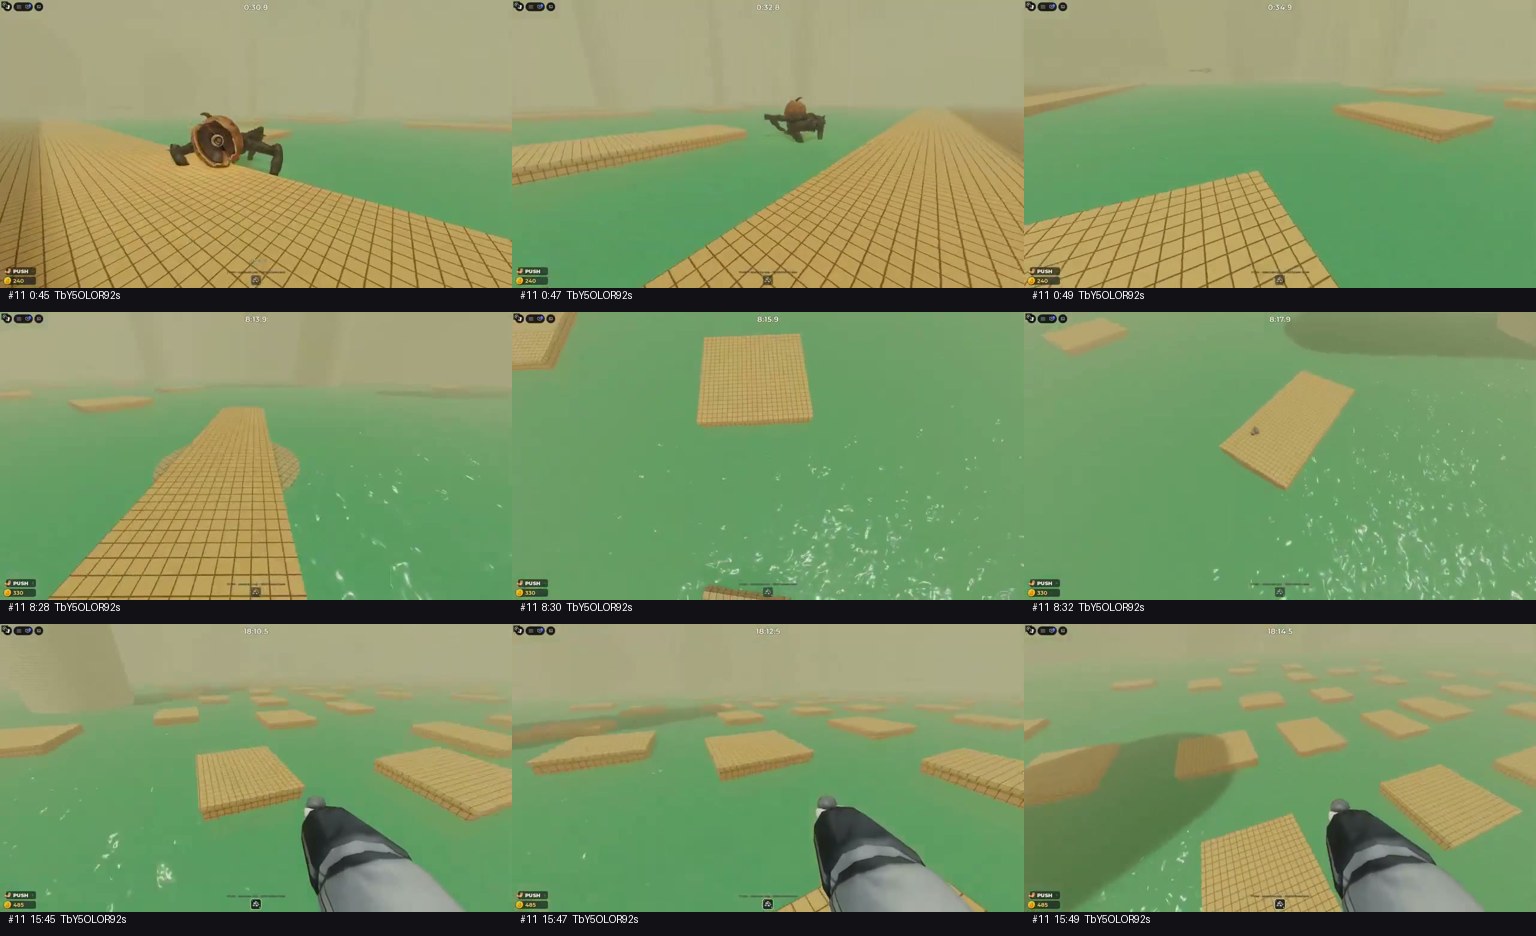 0:30.9
0:32.8
0:34.9
PUSH
240
PUSH
240
PUSH
240
#11 0:45 TbY5OLOR92s
#11 0:47 TbY5OLOR92s
#11 0:49 TbY5OLOR92s
8:13.9
8:15.9
8:17.9
PUSH
330
PUSH
330
PUSH
330
#11 8:28 TbY5OLOR92s
#11 8:30 TbY5OLOR92s
#11 8:32 TbY5OLOR92s
18:10.5
18:12.5
18:14.5
PUSH
485
PUSH
485
PUSH
485
#11 15:45 TbY5OLOR92s
#11 15:47 TbY5OLOR92s
#11 15:49 TbY5OLOR92s